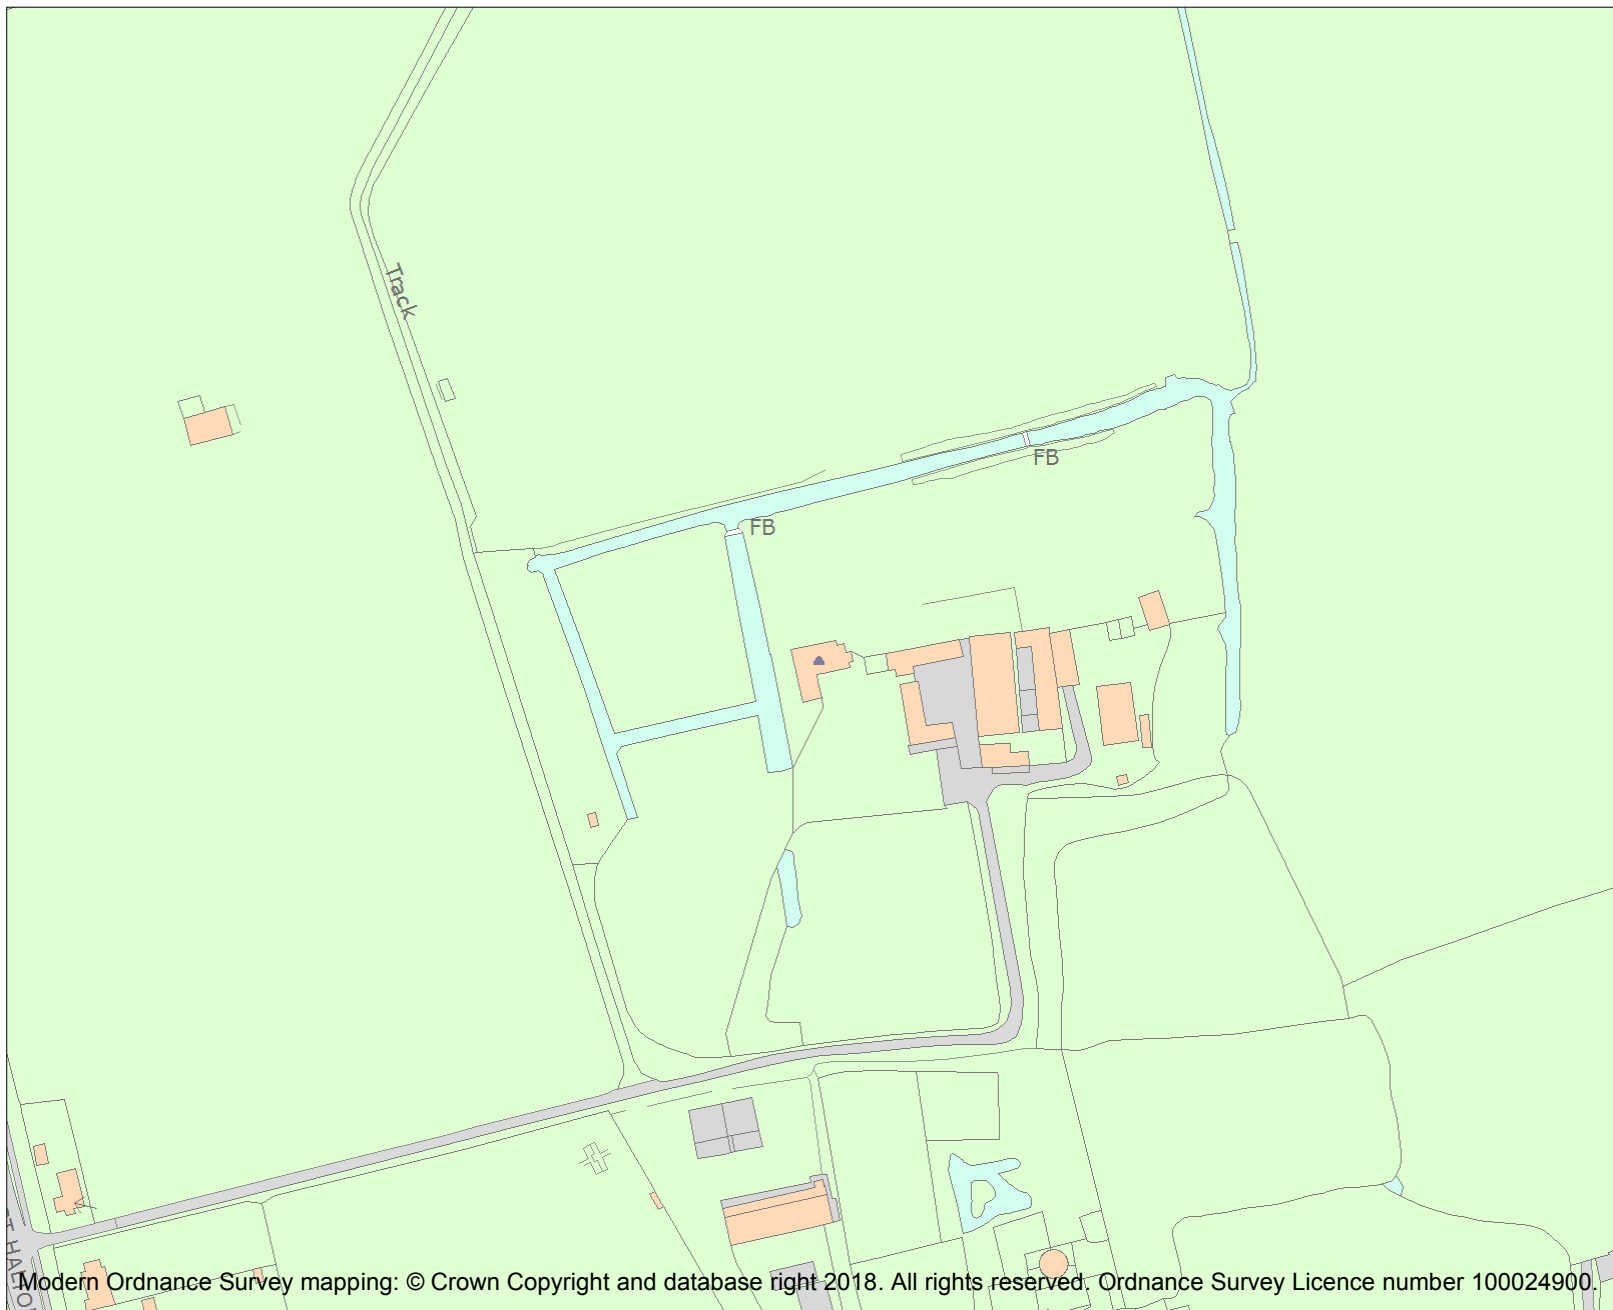 Track
FB
FB
Modern Ordnance Survey mapping: © Crown Copyright and database right 2018. All rights reserved. Ordnance Survey Licence number 100024900.